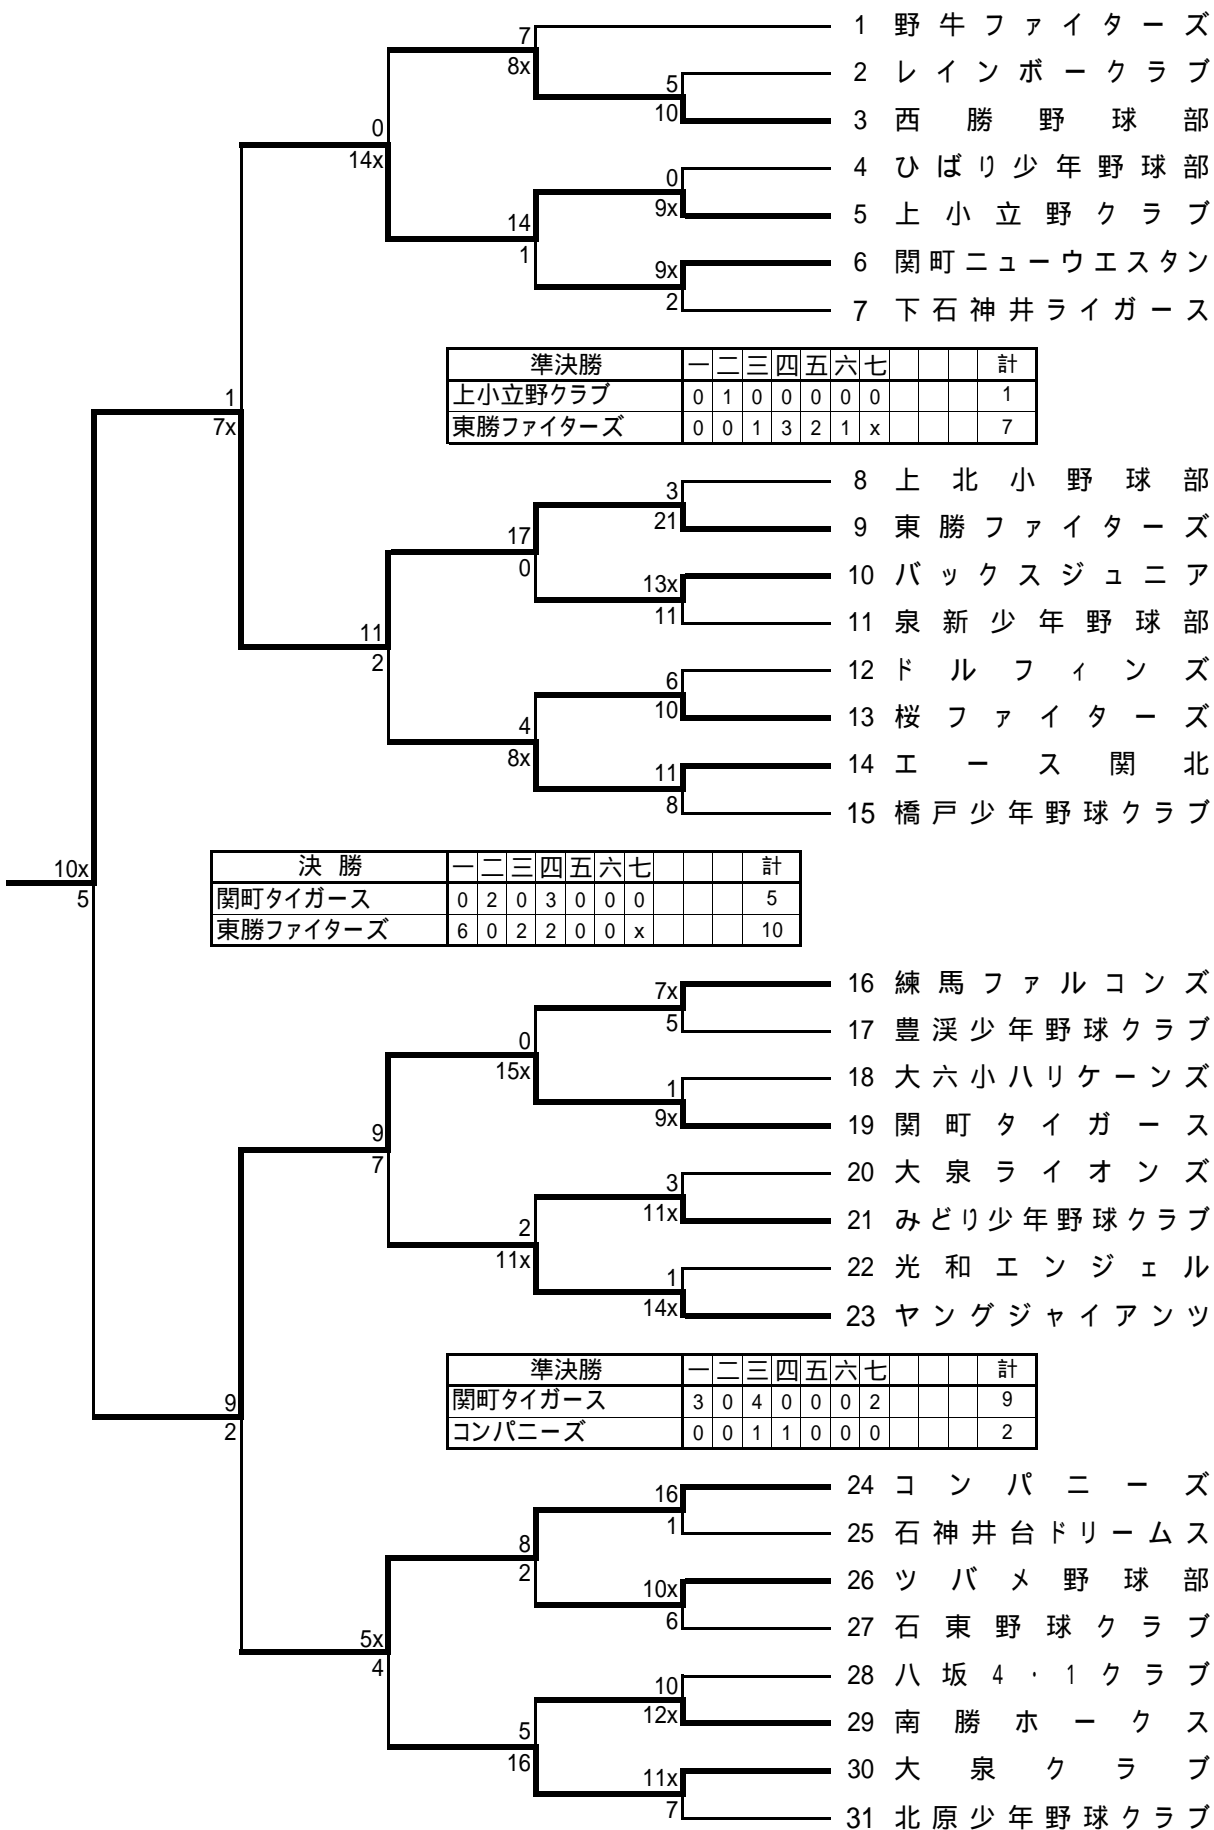 7
1 野牛ファイターズ
8x
5
2 レインボークラブ
10
3 西勝野球部
0
14x
0
4 ひばり少年野球部
9x
5 上小立野クラブ
14
1
9x
6 関町ニューウエスタン
2
7 下石神井ライガース
準決勝 一 二 三 四 五 六 七 計
上小立野クラブ 0 1 0 0 0 0 0 1
東勝ファイターズ 0 0 1 3 2 1 x 7
1
7x
3
8 上北小野球部
21
9 東勝ファイターズ
17
0
13x
10 バックスジュニア
11
11 泉新少年野球部
11
2
6
12 ドルフィンズ
10
13 桜ファイターズ
4
8x
11
14 エース関北
8
15 橋戸少年野球クラブ
10x
5
決勝 一 二 三 四 五 六 七 計
関町タイガース 0 2 0 3 0 0 0 5
東勝ファイターズ 6 0 2 2 0 0 x 10
7x
16 練馬ファルコンズ
5
17 豊渓少年野球クラブ
0
15x
1
18 大六小ハリケーンズ
9x
19 関町タイガース
9
7
3
20 大泉ライオンズ
11x
21 みどり少年野球クラブ
2
11x
1
22 光和エンジェル
14x
23 ヤングジャイアンツ
準決勝 一 二 三 四 五 六 七 計
関町タイガース 3 0 4 0 0 0 2 9
コンパニーズ 0 0 1 1 0 0 0 2
9
2
16
24 コンパニーズ
1
25 石神井台ドリームス
8
2
10x
26 ツバメ野球部
6
27 石東野球クラブ
5x
4
10
28 八坂4・1クラブ
12x
29 南勝ホークス
5
16
11x
30 大泉クラブ
7
31 北原少年野球クラブ